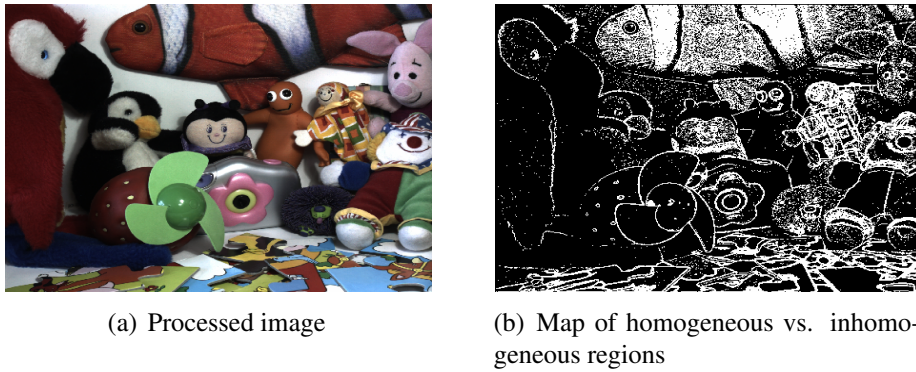 (a) Processed image
(b) Map of homogeneous vs. inhomo-
geneous regions